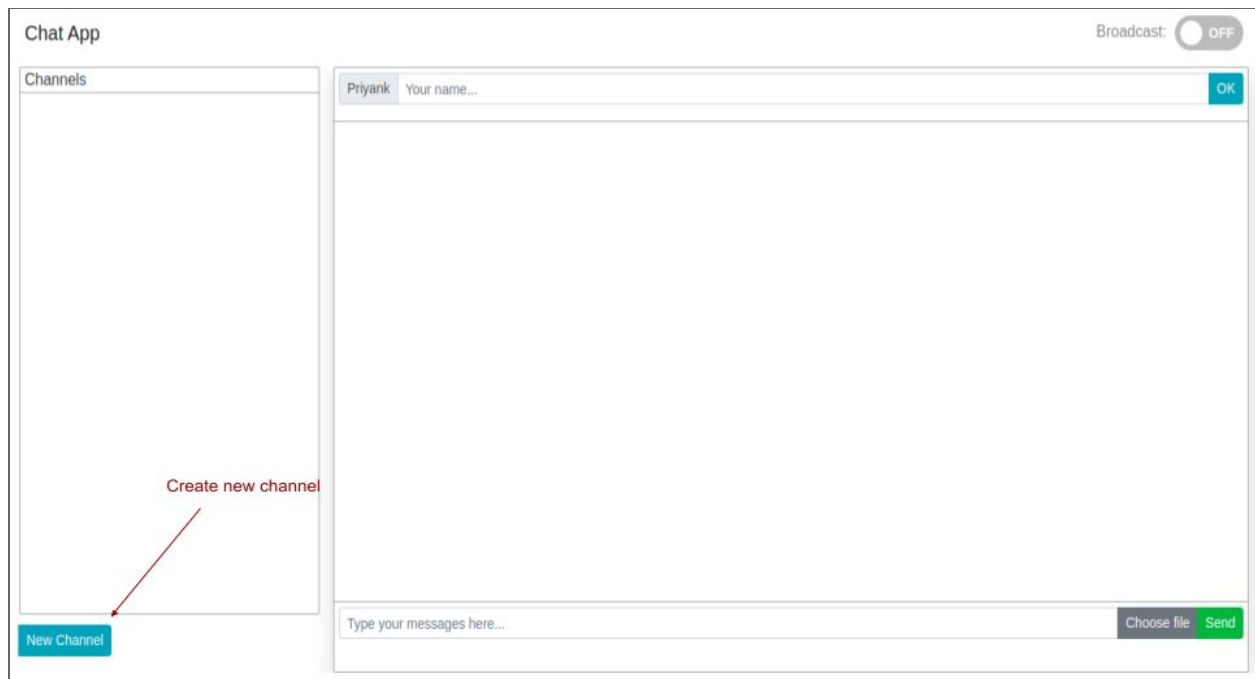 Chat App
Broadcast: OFF
Channels
Priyank Your name... OK
Create new channel
New Channel
Type your messages here... Choose file Send